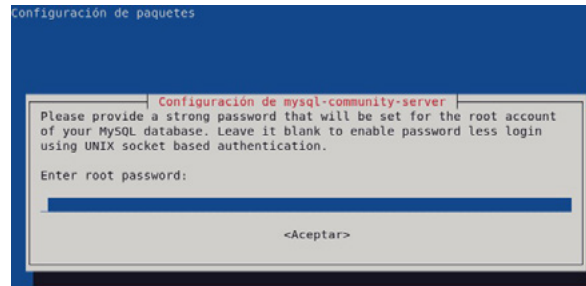 Configuración de paquetes
Configuración de mysql-community-server
Please provide a strong password that will be set for the root account
of your MySQL database. Leave it blank to enable password less login
using UNIX socket based authentication.
Enter root password:
<Aceptar>